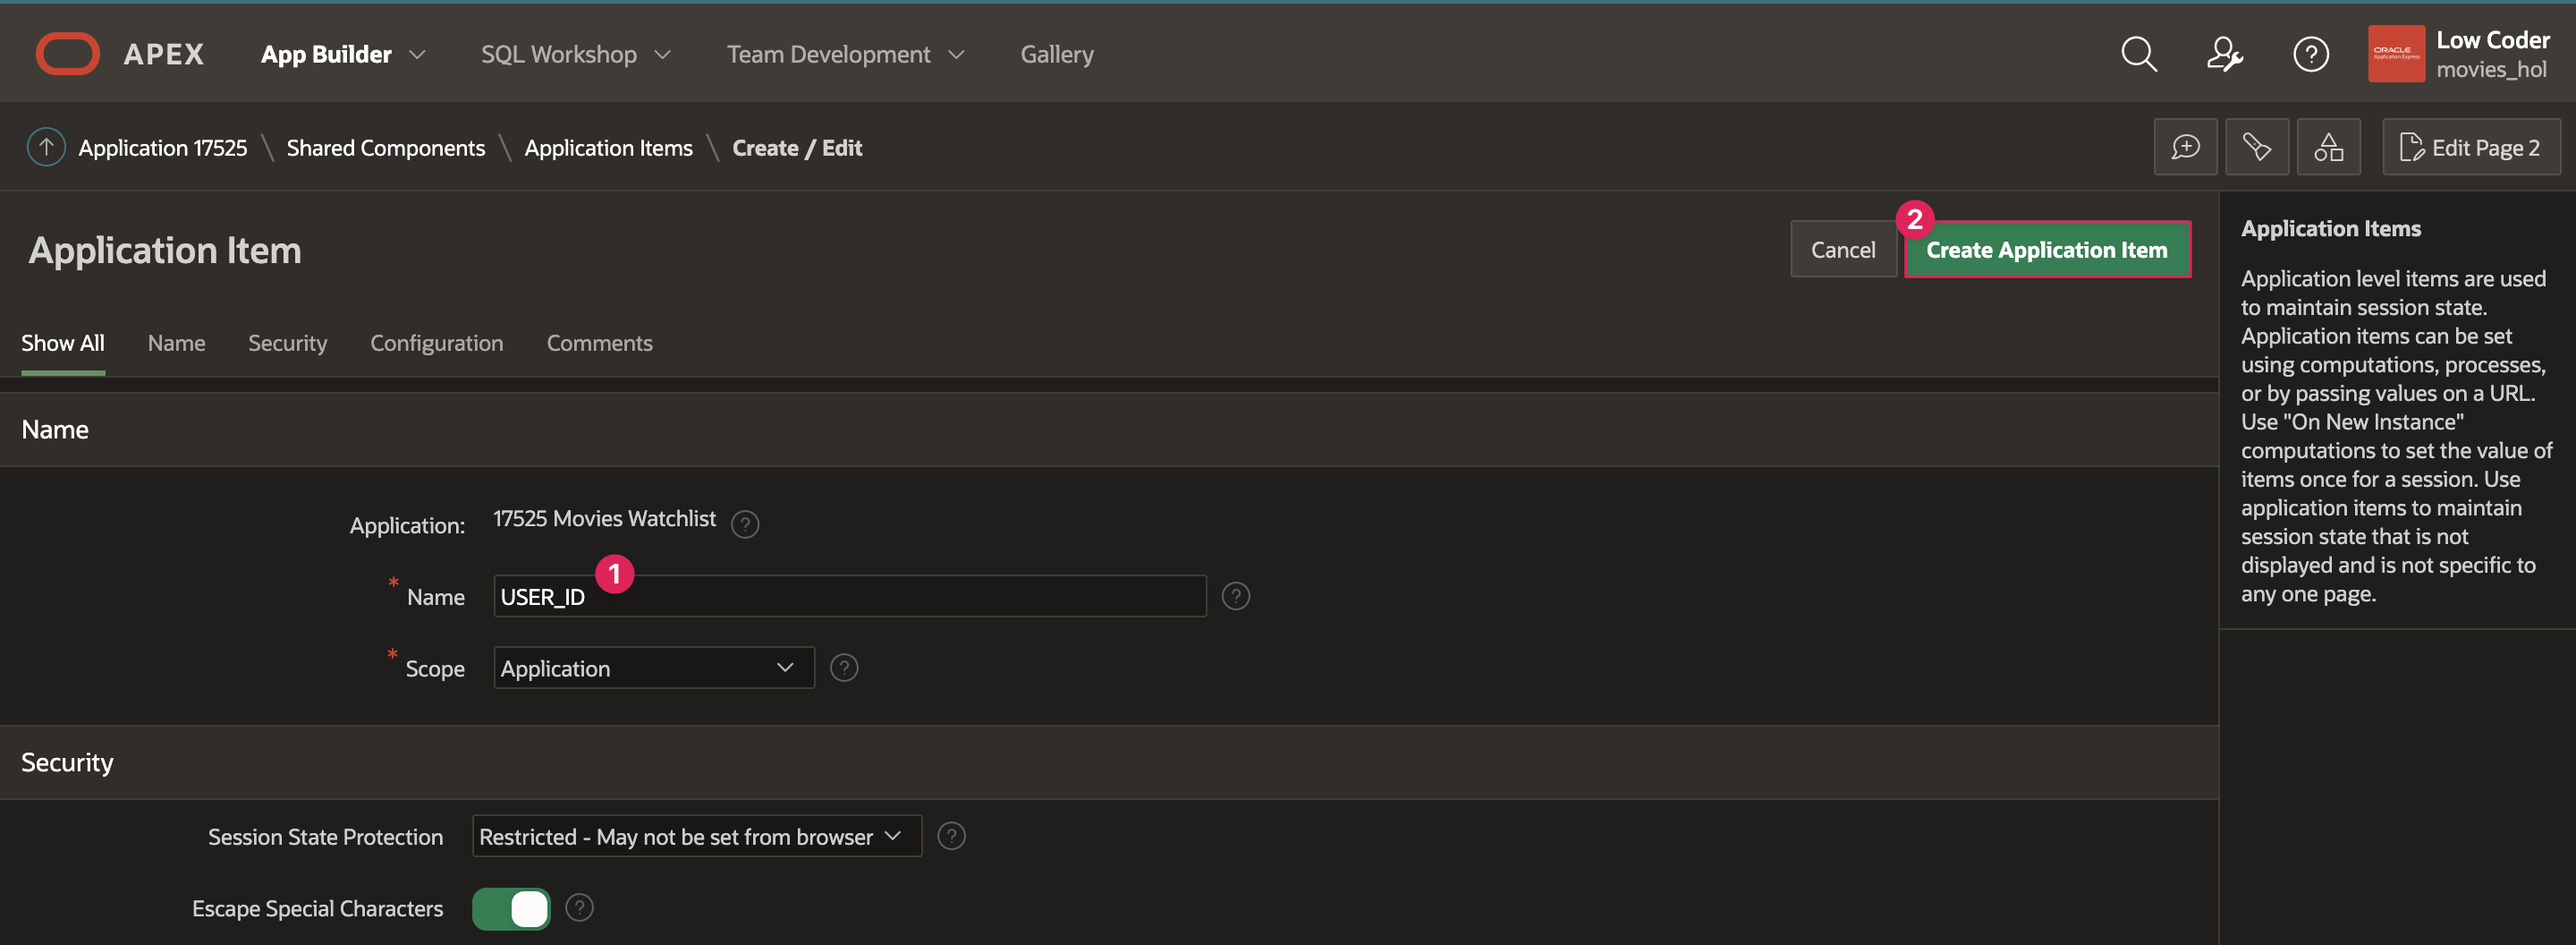 APEX App Builder SQL Workshop Team Development Gallery
ORACLE
Application Express
Low Coder
movies_hol
Application 17525 \ Shared Components \ Application Items \ Create / Edit
Edit Page 2
Application Item
Cancel
2
Create Application Item
Show All Name Security Configuration Comments
Name
Application: 17525 Movies Watchlist ?
1
* Name USER_ID ?
* Scope Application ?
Security
Session State Protection Restricted - May not be set from browser ?
Escape Special Characters ?
Application Items
Application level items are used
to maintain session state.
Application items can be set
using computations, processes,
or by passing values on a URL.
Use "On New Instance"
computations to set the value of
items once for a session. Use
application items to maintain
session state that is not
displayed and is not specific to
any one page.